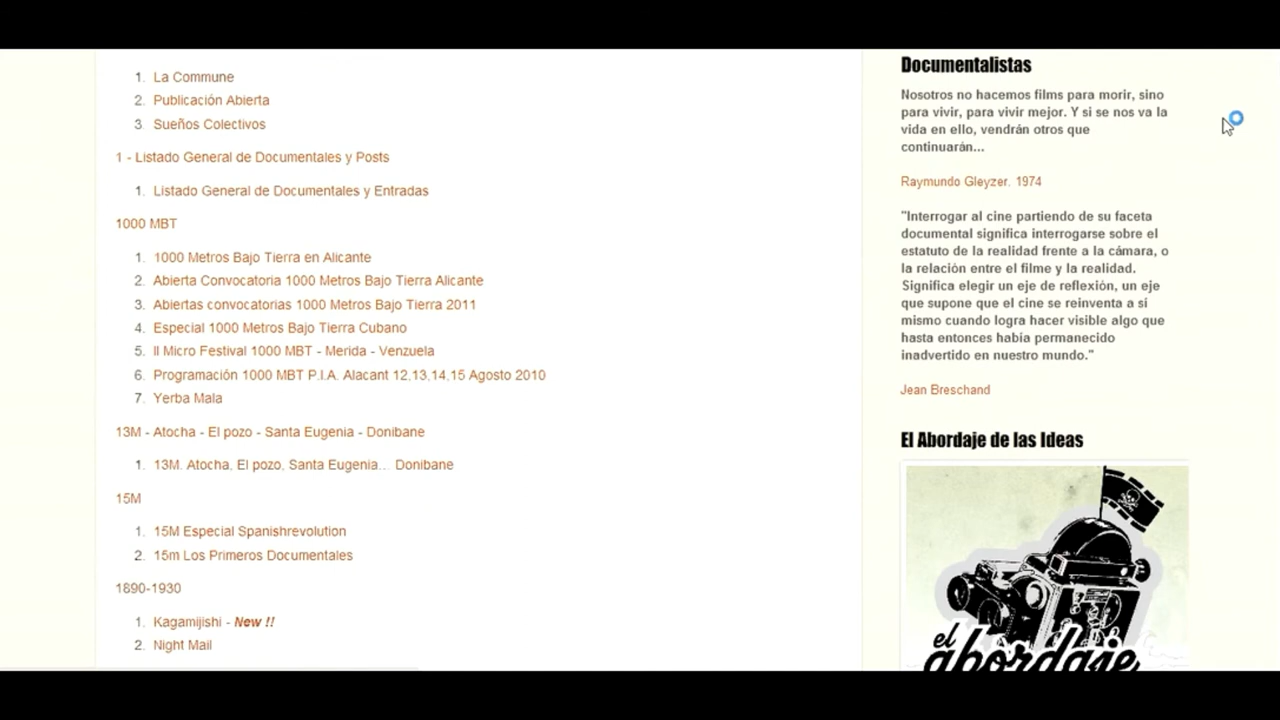 1. La Commune
2. Publicación Abierta
3. Sueños Colectivos
1 - Listado General de Documentales y Posts
1. Listado General de Documentales y Entradas
1000 MBT
1. 1000 Metros Bajo Tierra en Alicante
2. Abierta Convocatoria 1000 Metros Bajo Tierra Alicante
3. Abiertas convocatorias 1000 Metros Bajo Tierra 2011
4. Especial 1000 Metros Bajo Tierra Cubano
5. II Micro Festival 1000 MBT - Merida - Venzuela
6. Programación 1000 MBT P.I.A. Alacant 12,13,14,15 Agosto 2010
7. Yerba Mala
13M - Atocha - El pozo - Santa Eugenia - Donibane
1. 13M. Atocha, El pozo, Santa Eugenia... Donibane
15M
1. 15M Especial Spanishrevolution
2. 15m Los Primeros Documentales
1890-1930
1. Kagamijishi - New !!
2. Night Mail
Documentalistas
Nosotros no hacemos films para morir, sino
para vivir, para vivir mejor. Y si se nos va la
vida en ello, vendrán otros que
continuarán...
Raymundo Gleyzer. 1974
"Interrogar al cine partiendo de su faceta
documental significa interrogarse sobre el
estatuto de la realidad frente a la cámara, o
la relación entre el filme y la realidad.
Significa elegir un eje de reflexión, un eje
que supone que el cine se reinventa a si
mismo cuando logra hacer visible algo que
hasta entonces había permanecido
inadvertido en nuestro mundo."
Jean Breschand
El Abordaje de las Ideas
el
abordaje